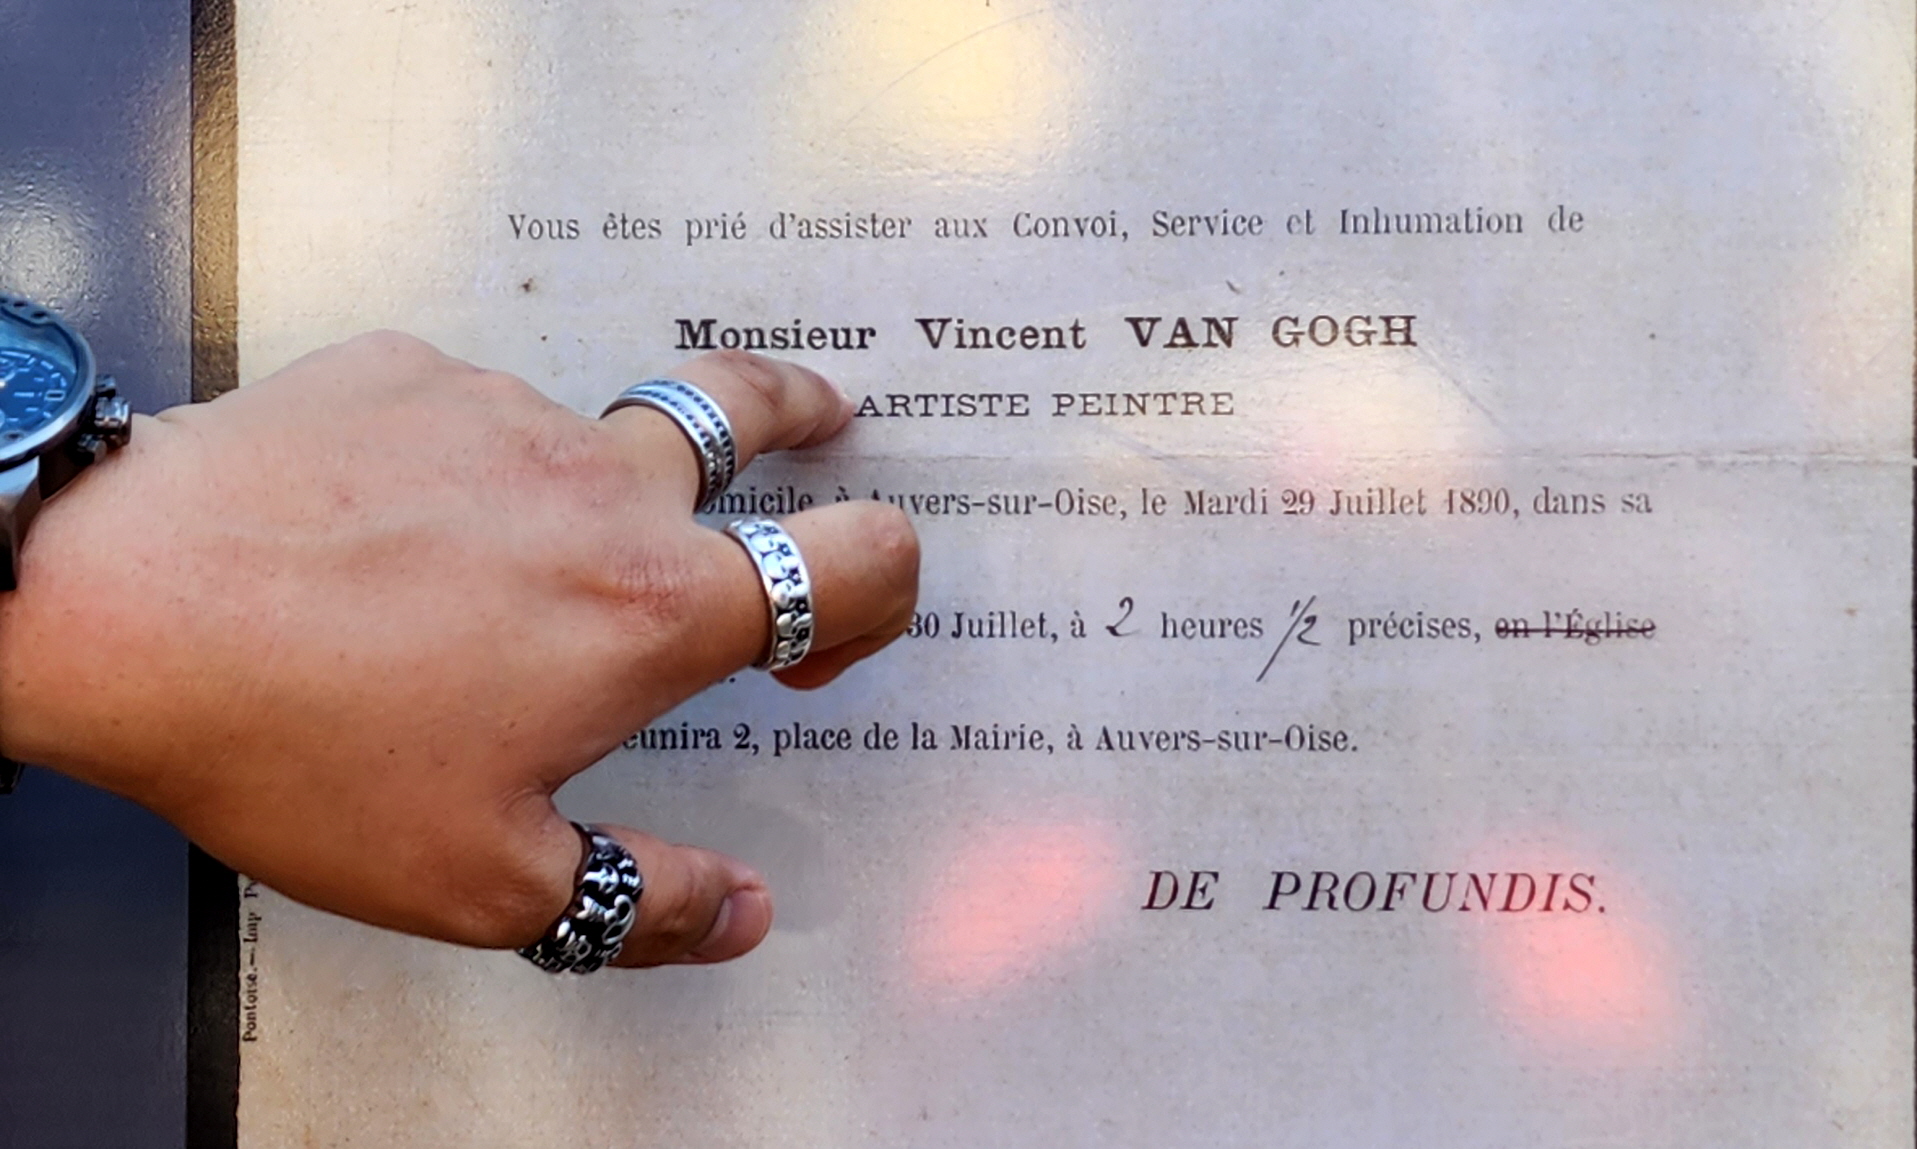 Vous êtes prié d'assister aux Convoi, Service et Inhumation de
Monsieur Vincent VAN GOGH
ARTISTE PEINTRE
à Auvers-sur-Oise, le Mardi 29 Juillet 1890, dans sa
30 Juillet, à 2 heures 1/2 précises, en l'Église
2, place de la Mairie, à Auvers-sur-Oise.
DE PROFUNDIS.
Pontoise.—Imp